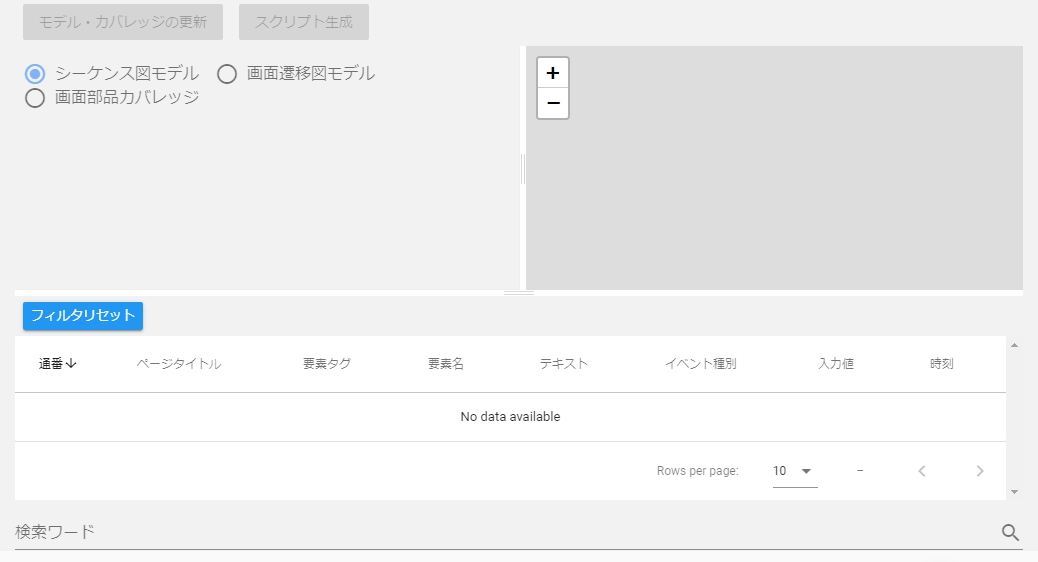 モデル・カバレッジの更新 スクリプト生成
シーケンス図モデル 画面遷移図モデル
画面部品カバレッジ
+
−
フィルタリセット
通番↓ ページタイトル 要素タグ 要素名 テキスト イベント種別 入力値 時刻
No data available
Rows per page: 10 –
検索ワード